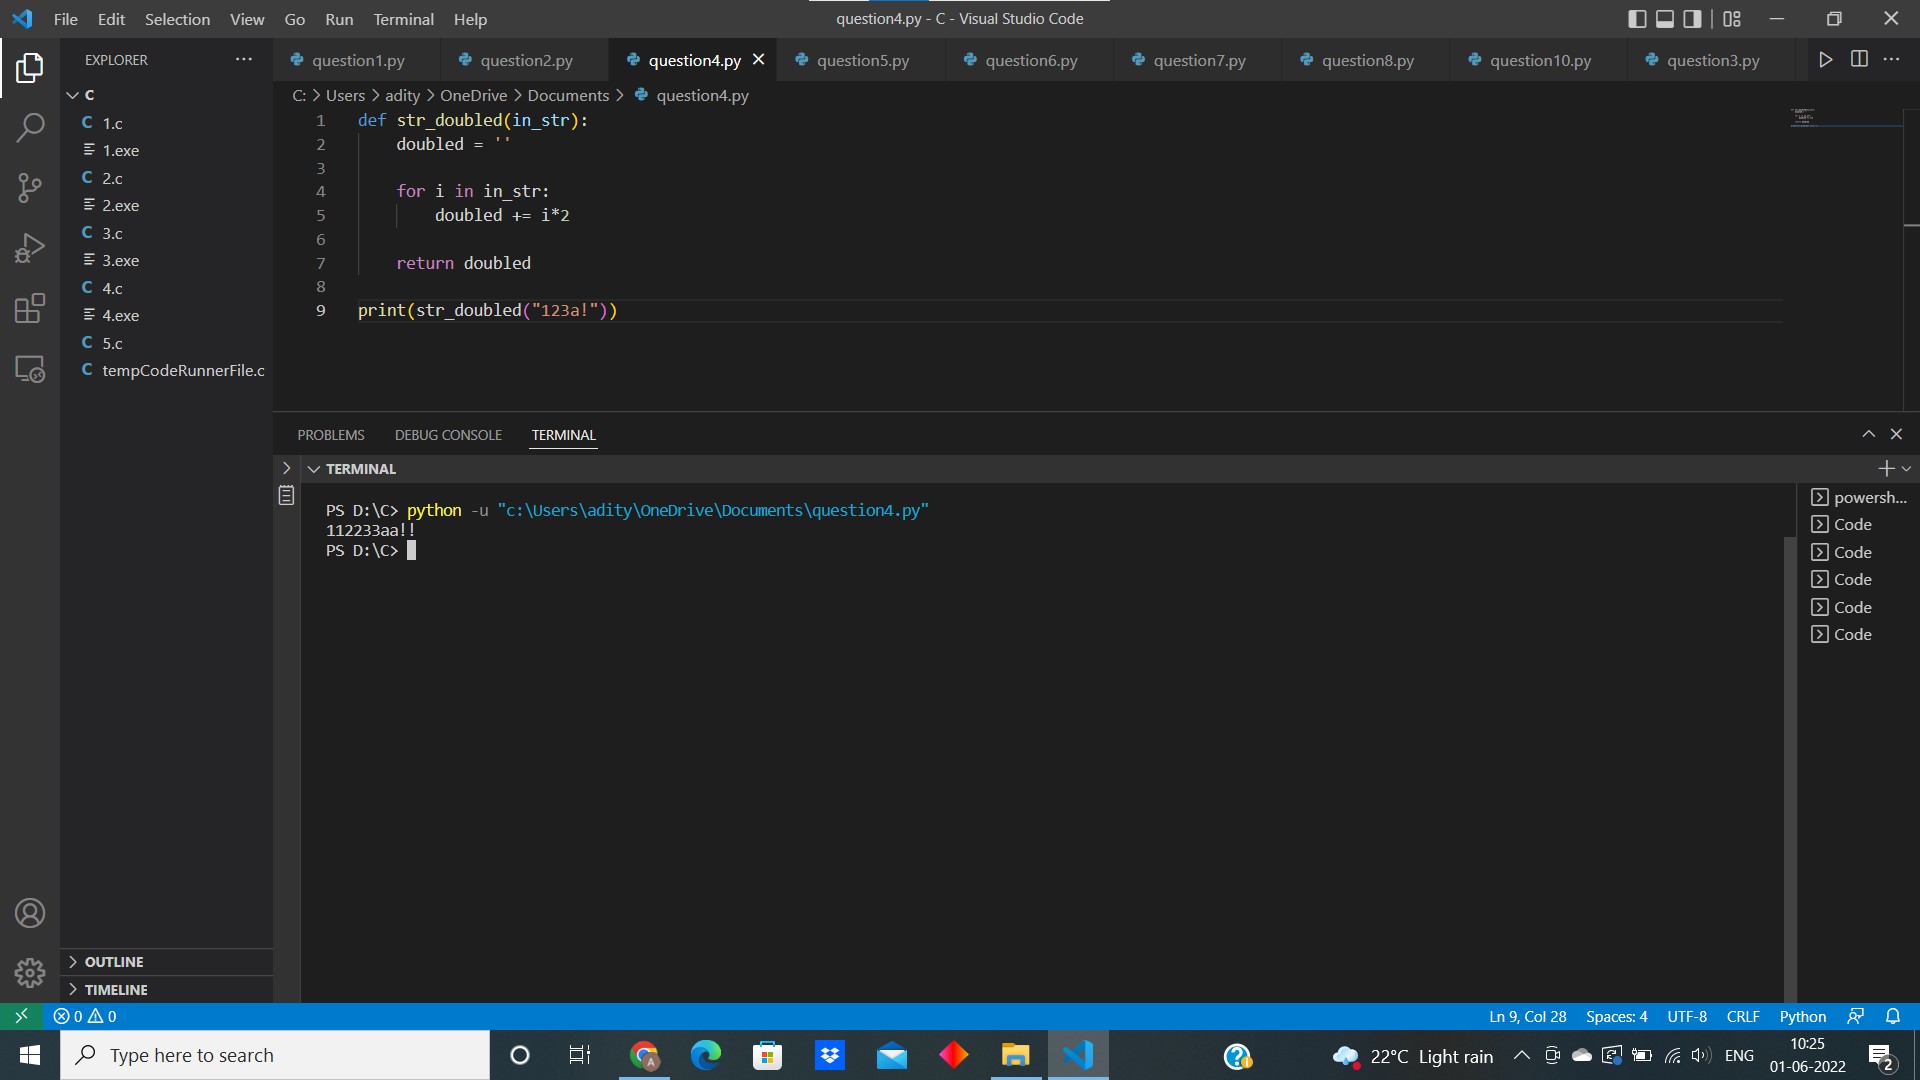 File Edit Selection View Go Run Terminal Help
question4.py - C - Visual Studio Code
EXPLORER
question1.py
question2.py
question4.py
question5.py
question6.py
question7.py
question8.py
question10.py
question3.py
C: > Users > adity > OneDrive > Documents > question4.py
C
C 1.c
1.exe
C 2.c
2.exe
C 3.c
3.exe
C 4.c
4.exe
C 5.c
C tempCodeRunnerFile.c
1 def str_doubled(in_str):
2     doubled = ''
3
4     for i in in_str:
5         doubled += i*2
6
7     return doubled
8
9 print(str_doubled("123a!"))
PROBLEMS DEBUG CONSOLE TERMINAL
TERMINAL
PS D:\C> python -u "c:\Users\adity\OneDrive\Documents\question4.py"
112233aa!!
PS D:\C>
powersh...
Code
Code
Code
Code
Code
OUTLINE
TIMELINE
0 0
Ln 9, Col 28 Spaces: 4 UTF-8 CRLF Python
Type here to search
A
22°C Light rain
ENG
10:25
01-06-2022
2